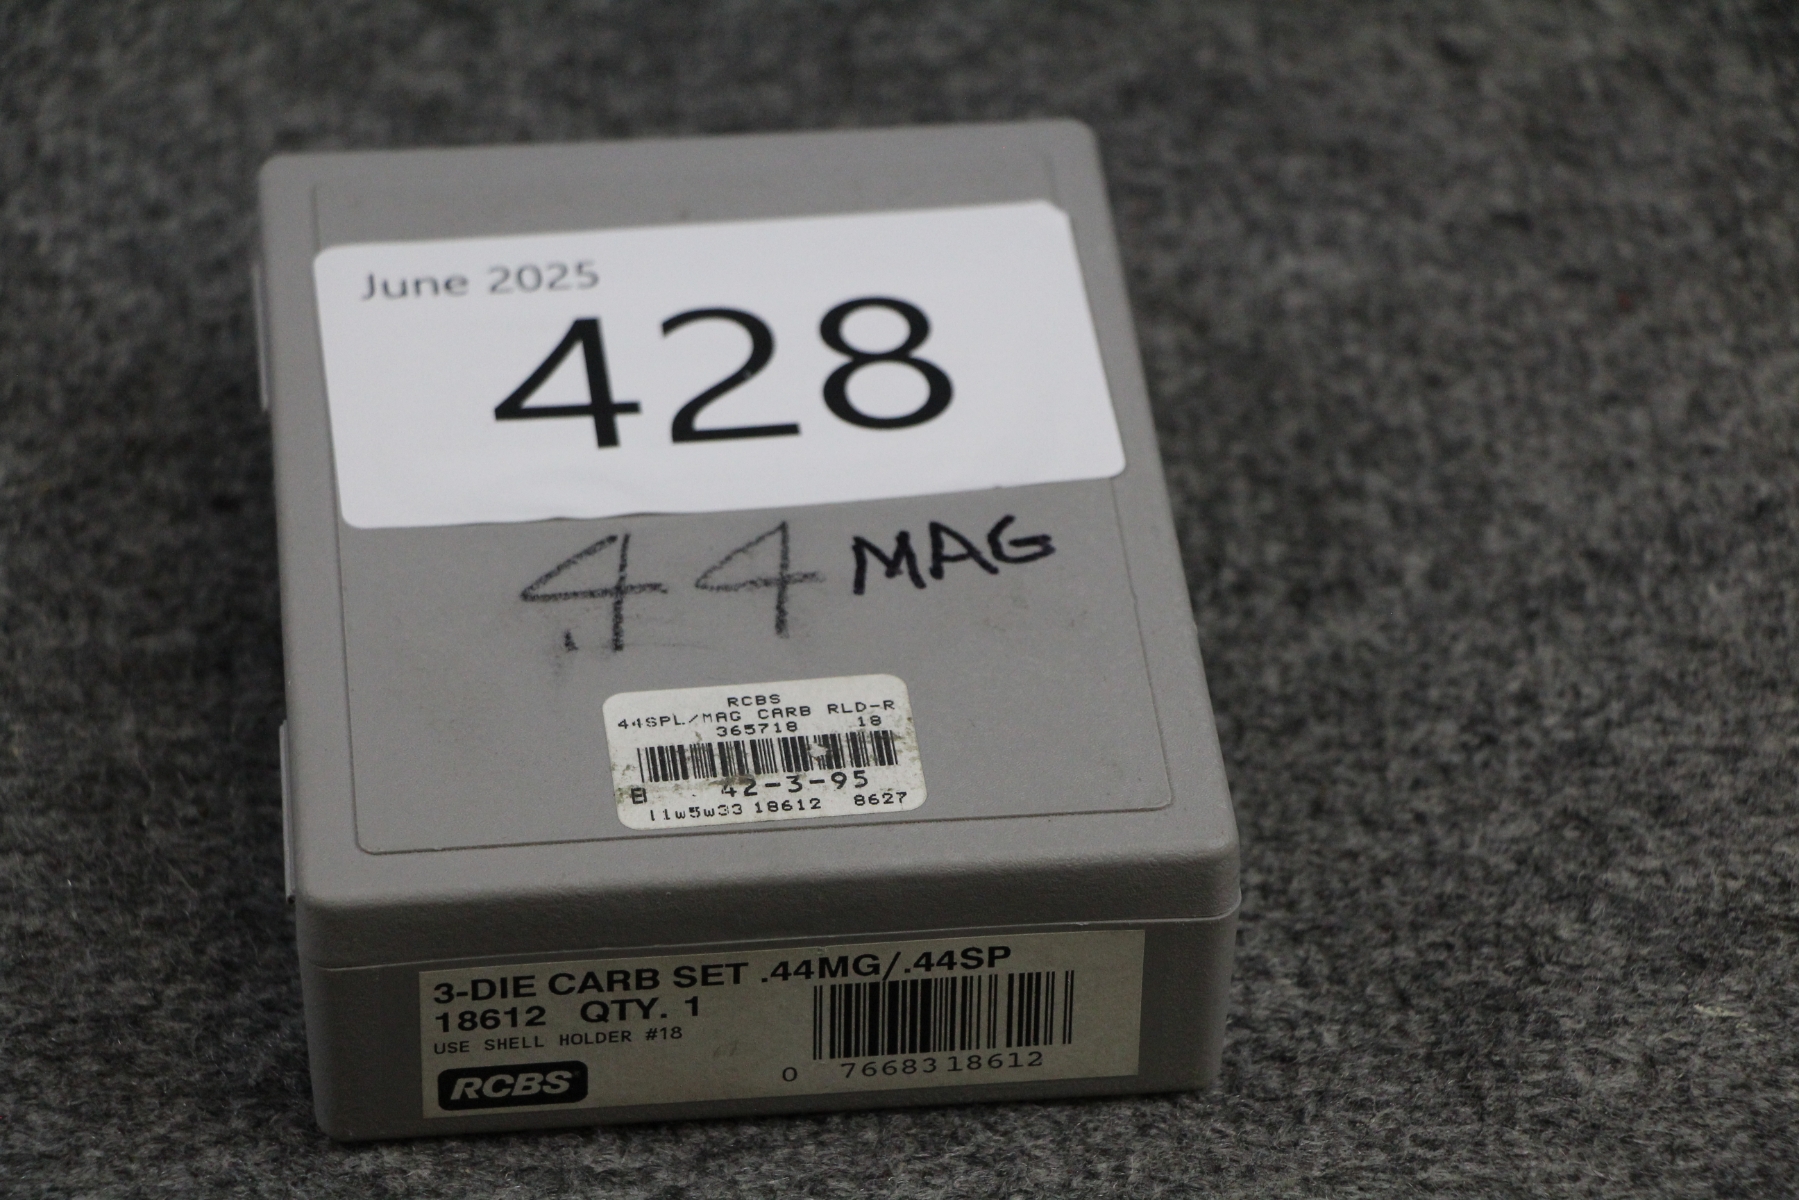 June 2025
428
.44 MAG
RCBS
44SPL/MAG CARB RLD-R
365718 18
42-3-95
11w5w33 18612 8627
3-DIE CARB SET .44MG/.44SP
18612 QTY. 1
USE SHELL HOLDER #18
RCBS
0 76683 18612